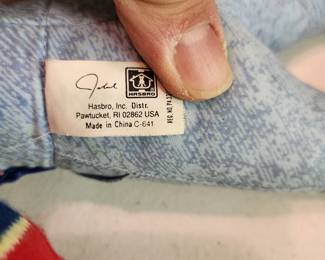 HASBRO
Hasbro, Inc. Distr.
Pawtucket, RI 02862 USA
Made in China C-641